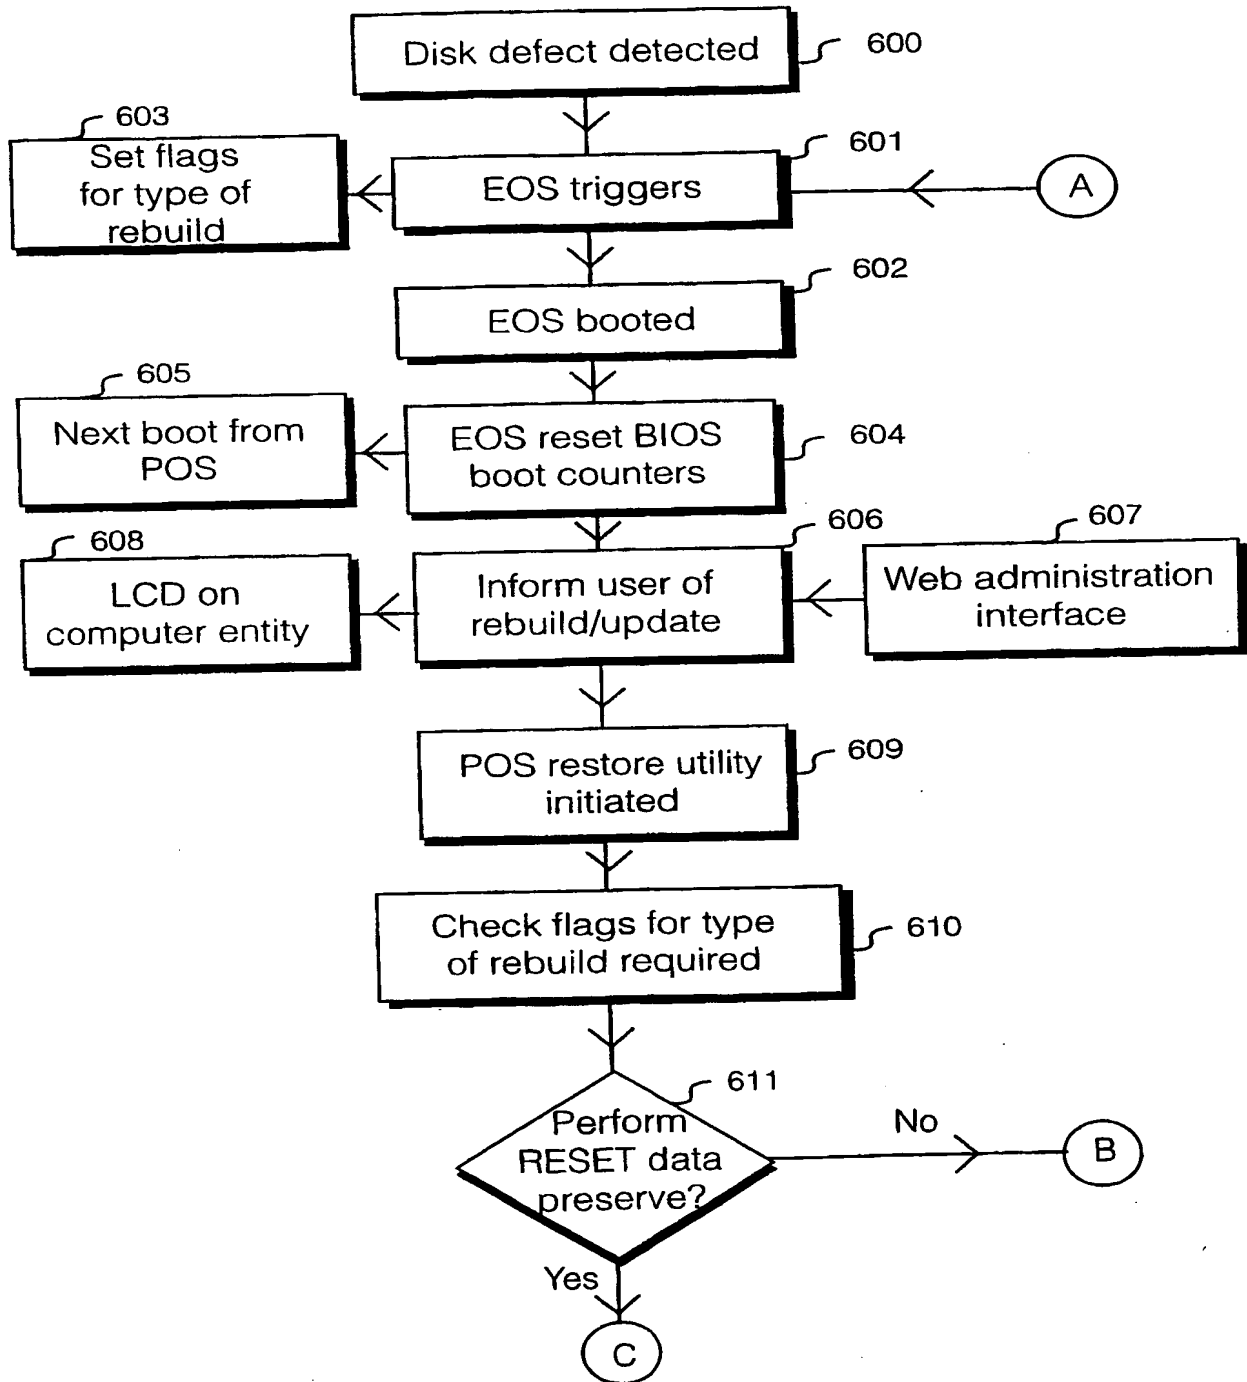 Disk defect detected
600
603
Set flags
for type of
rebuild
601
EOS triggers
A
602
EOS booted
605
Next boot from
POS
EOS reset BIOS
boot counters
604
608
LCD on
computer entity
606
Inform user of
rebuild/update
607
Web administration
interface
POS restore utility
initiated
609
Check flags for type
of rebuild required
610
611
Perform
RESET data
preserve?
No
B
Yes
C